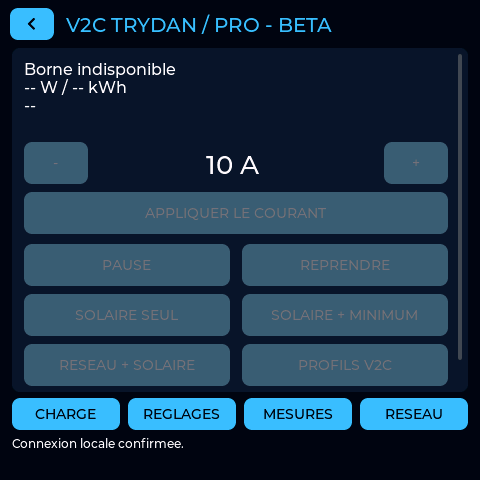 V2C TRYDAN / PRO - BETA
Borne indisponible
-- W / -- kWh
--
- 10 A +
APPLIQUER LE COURANT
PAUSE REPRENDRE
SOLAIRE SEUL SOLAIRE + MINIMUM
RESEAU + SOLAIRE PROFILS V2C
CHARGE REGLAGES MESURES RESEAU
Connexion locale confirmee.